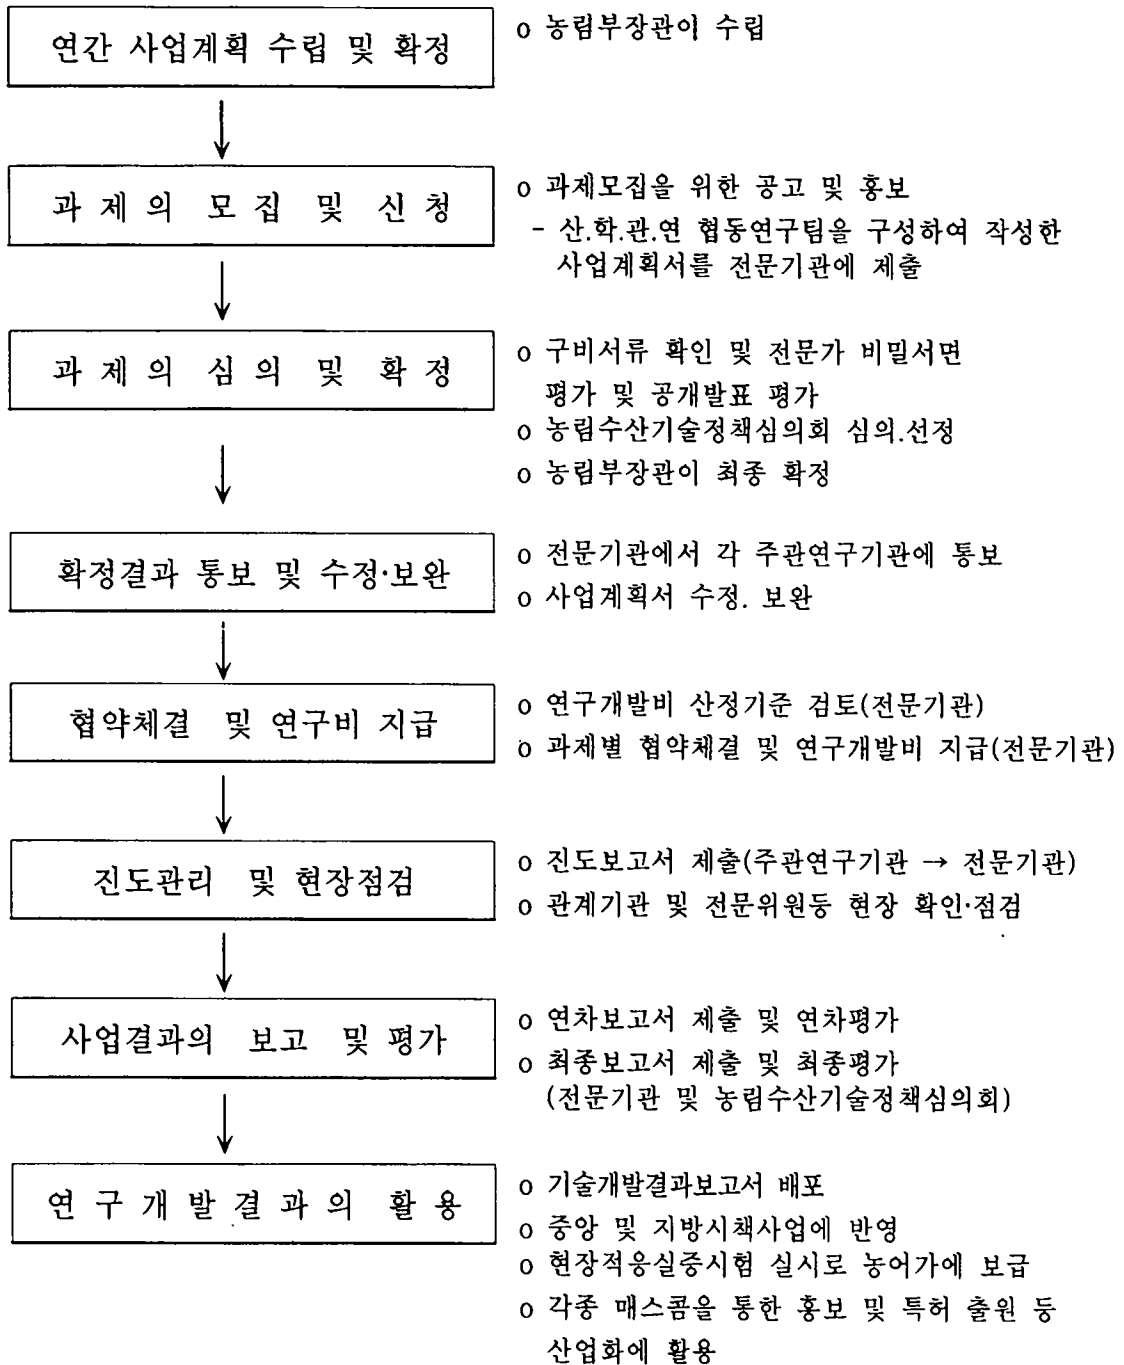 연간 사업계획 수립 및 확정
o 농림부장관이 수립
과 제 의 모 집 및 신 청
o 과제모집을 위한 공고 및 홍보
- 산.학.관.연 협동연구팀을 구성하여 작성한
사업계획서를 전문기관에 제출
과 제 의 심 의 및 확 정
o 구비서류 확인 및 전문가 비밀서면
평가 및 공개발표 평가
o 농림수산기술정책심의회 심의.선정
o 농림부장관이 최종 확정
확정결과 통보 및 수정·보완
o 전문기관에서 각 주관연구기관에 통보
o 사업계획서 수정. 보완
협약체결 및 연구비 지급
o 연구개발비 산정기준 검토(전문기관)
o 과제별 협약체결 및 연구개발비 지급(전문기관)
진도관리 및 현장점검
o 진도보고서 제출(주관연구기관 → 전문기관)
o 관계기관 및 전문위원등 현장 확인·점검
사업결과의 보고 및 평가
o 연차보고서 제출 및 연차평가
o 최종보고서 제출 및 최종평가
(전문기관 및 농림수산기술정책심의회)
연 구 개 발 결 과 의 활 용
o 기술개발결과보고서 배포
o 중앙 및 지방시책사업에 반영
o 현장적응실증시험 실시로 농어가에 보급
o 각종 매스콤을 통한 홍보 및 특허 출원 등
산업화에 활용